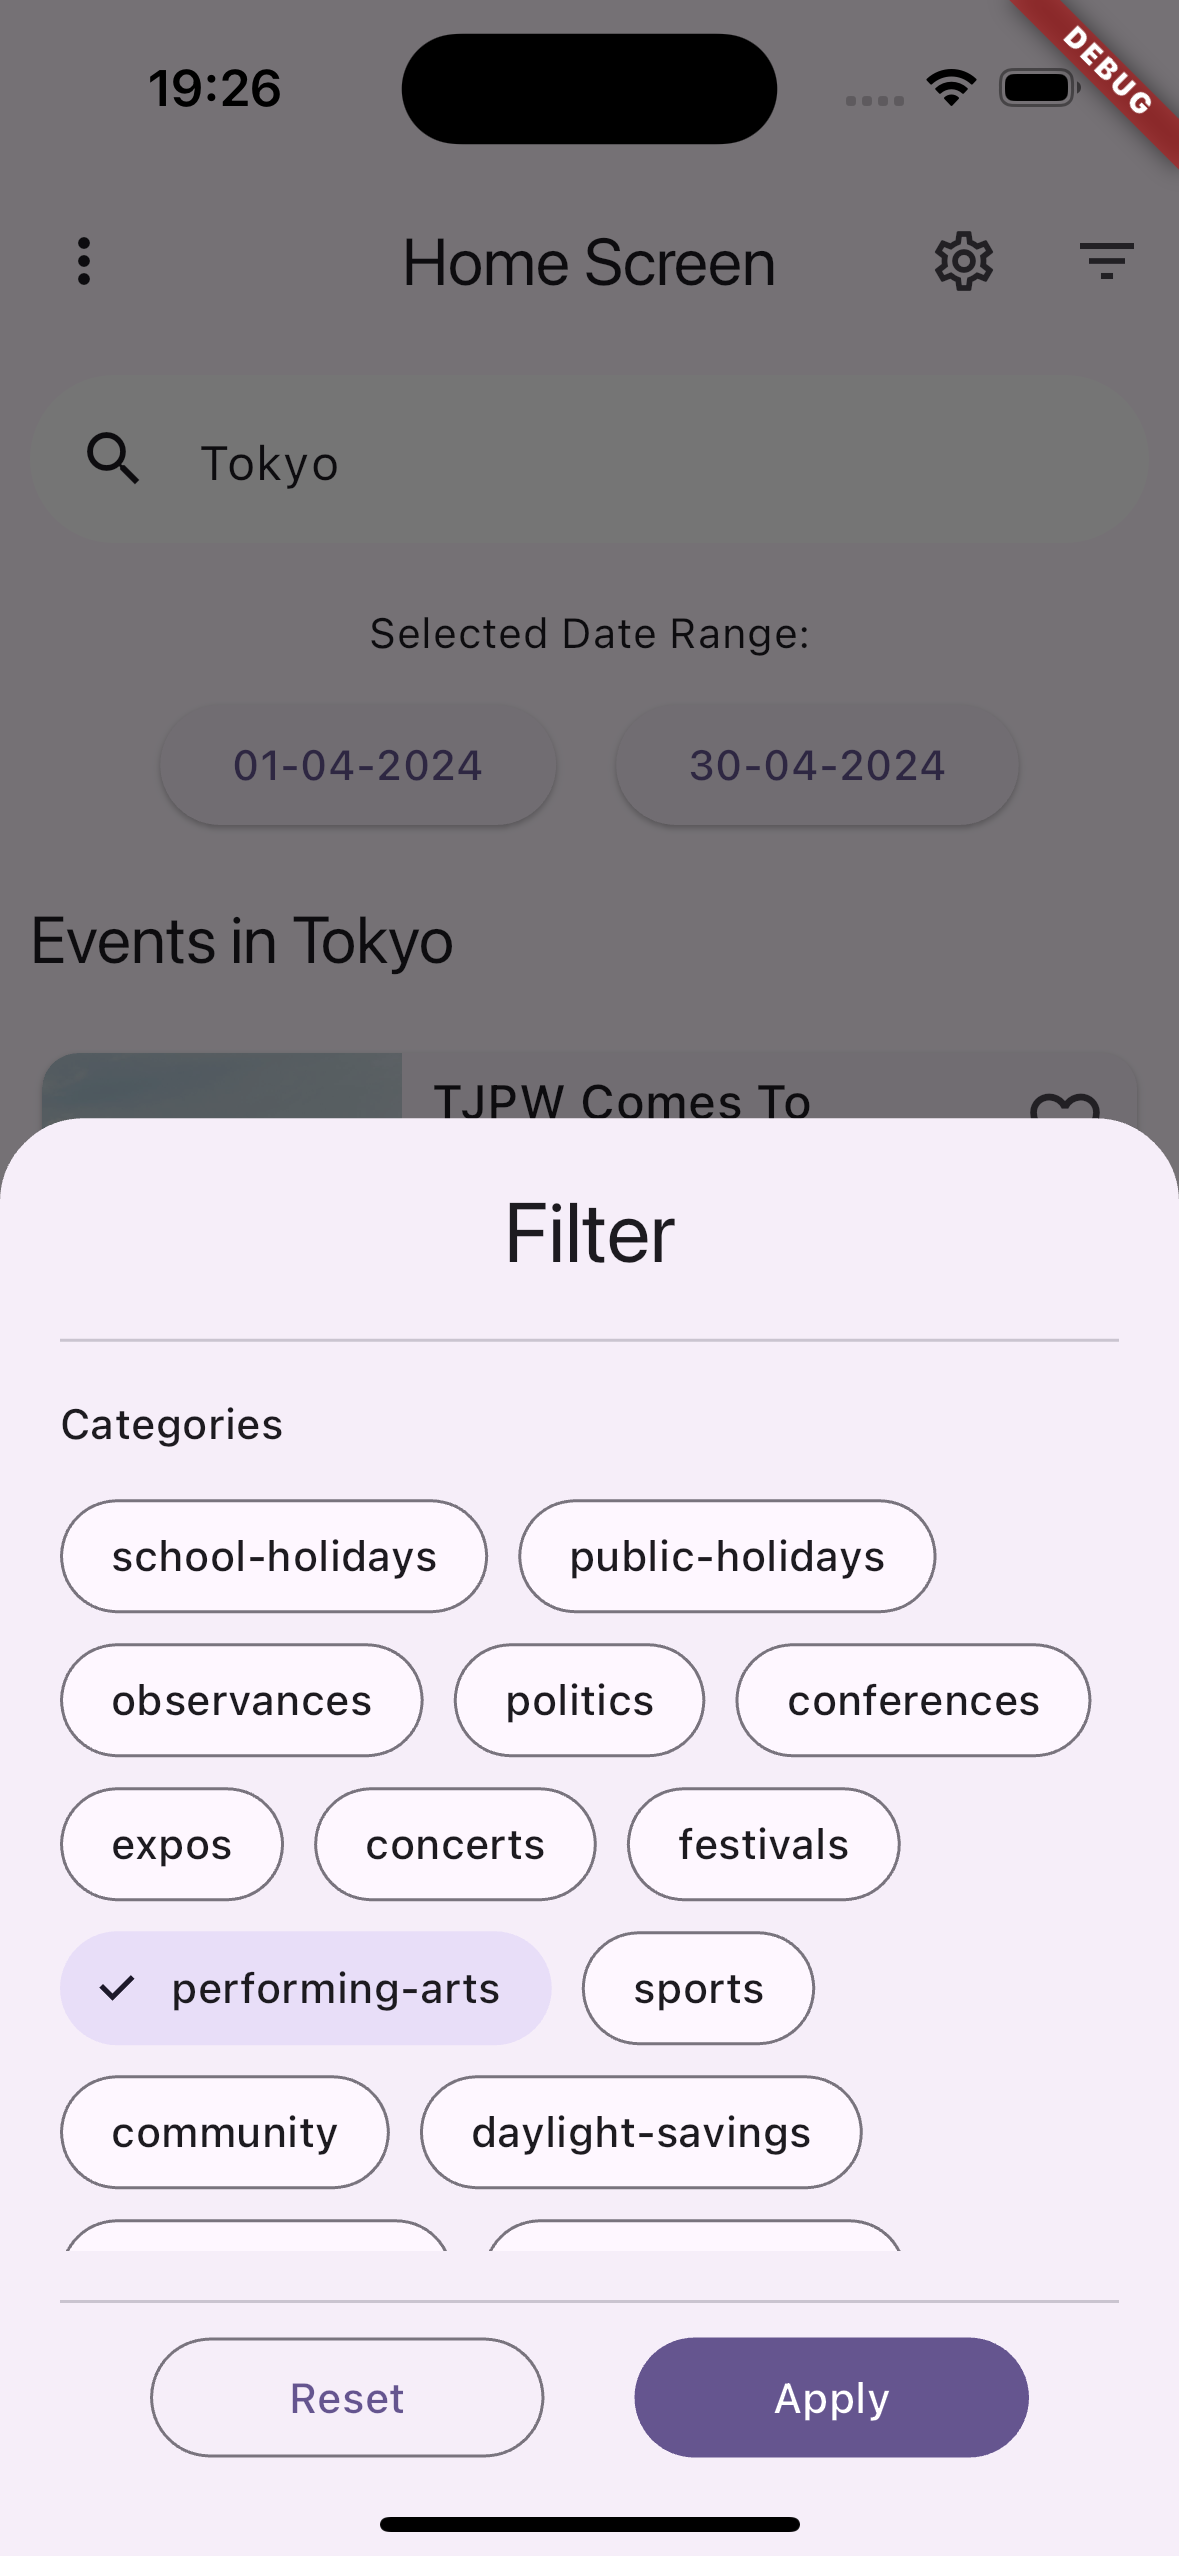 19:26
DEBUG
Home Screen
Tokyo
Selected Date Range:
01-04-2024 30-04-2024
Events in Tokyo
TJPW Comes To
Filter
Categories
school-holidays public-holidays
observances politics conferences
expos concerts festivals
performing-arts sports
community daylight-savings
Reset Apply